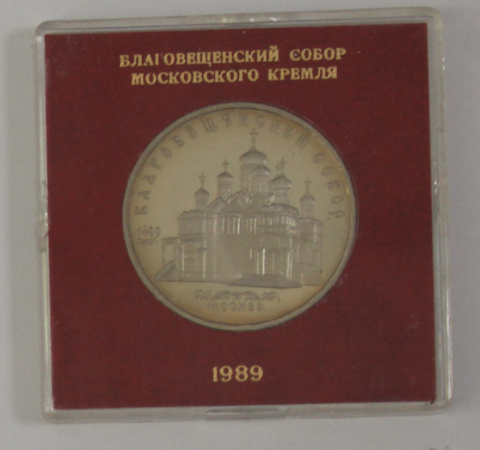 БЛАГОВЕЩЕНСКИЙ СОБОР
МОСКОВСКОГО КРЕМЛЯ
БЛАГОВЕЩЕНСКИЙ СОБОР
МОСКВА
1989